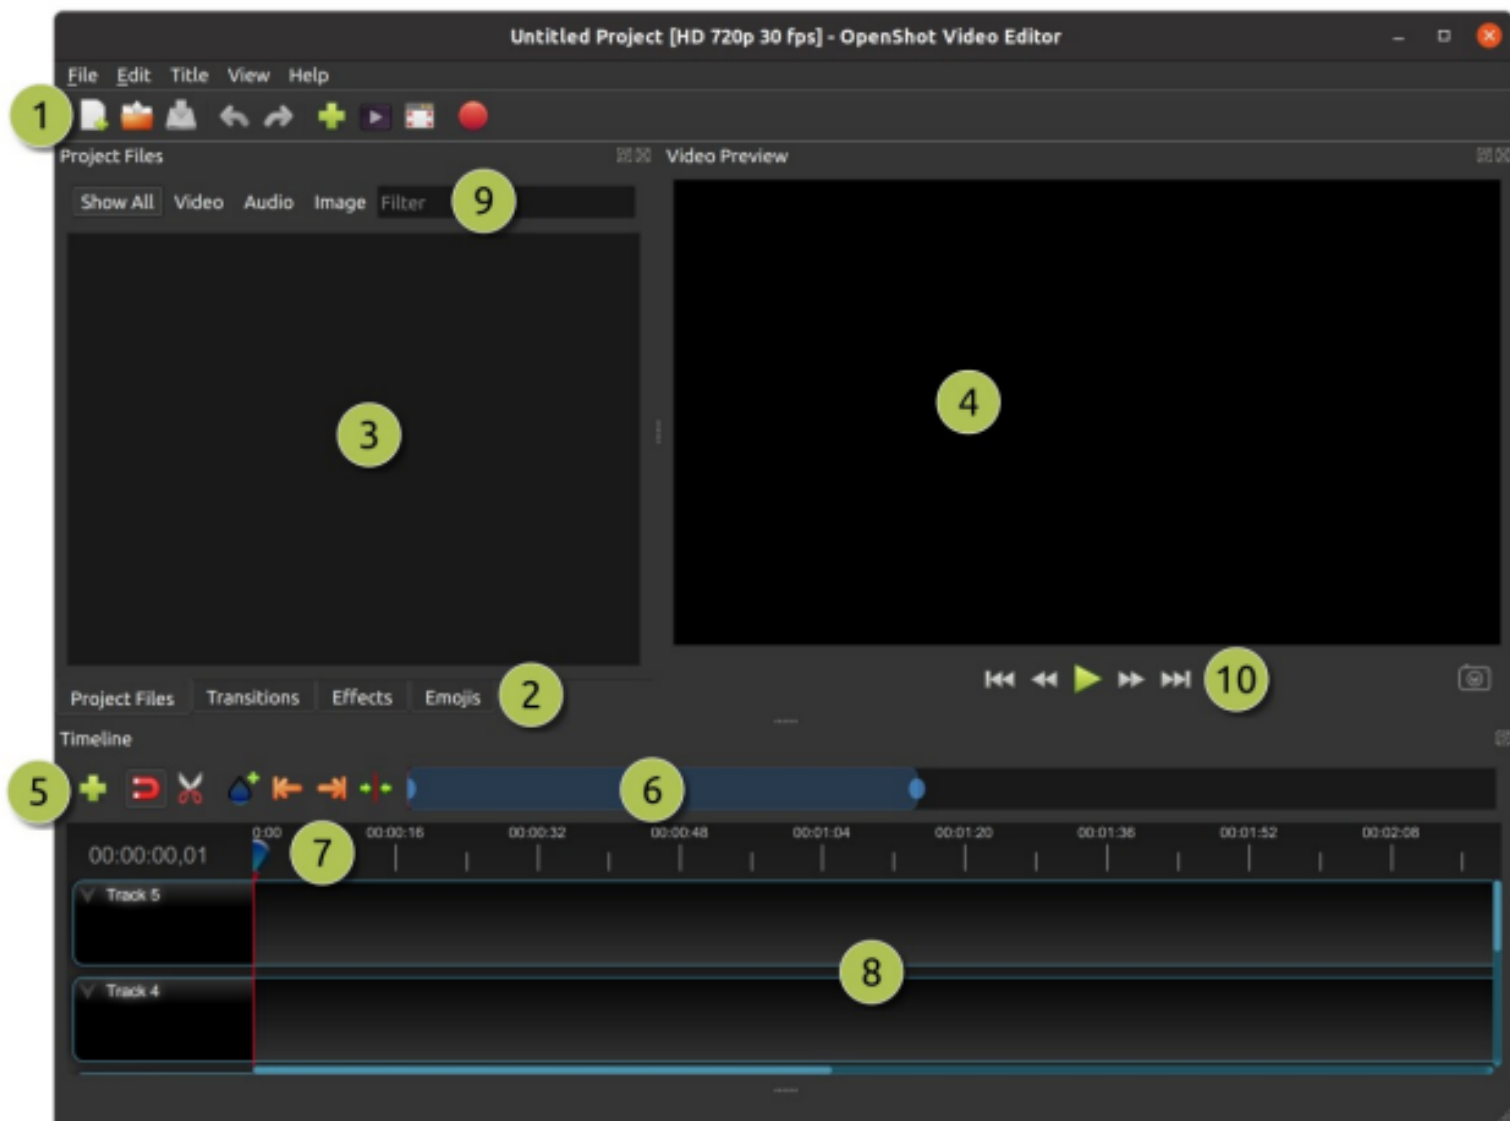 Untitled Project [HD 720p 30 fps] - OpenShot Video Editor
File Edit Title View Help
1
Project Files
Video Preview
Show All Video Audio Image Filter 9
3
4
10
Project Files Transitions Effects Emojis 2
Timeline
5
6
0:00 00:00:16 00:00:32 00:00:48 00:01:04 00:01:20 00:01:36 00:01:52 00:02:08
00:00:00,01 7
Track 5
8
Track 4